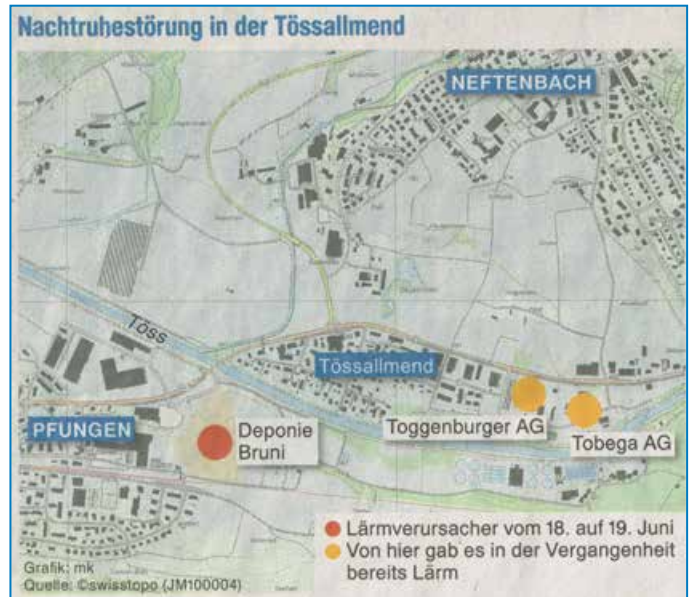 Nachtruhestörung in der Tössallmend
NEFTENBACH
Töss
Tössallmend
PFUNGEN
Deponie
Bruni
Toggenburger AG
Tobega AG
Lärmverursacher vom 18. auf 19. Juni
Von hier gab es in der Vergangenheit
bereits Lärm
Grafik: mk
Quelle: ©swisstopo (JM100004)